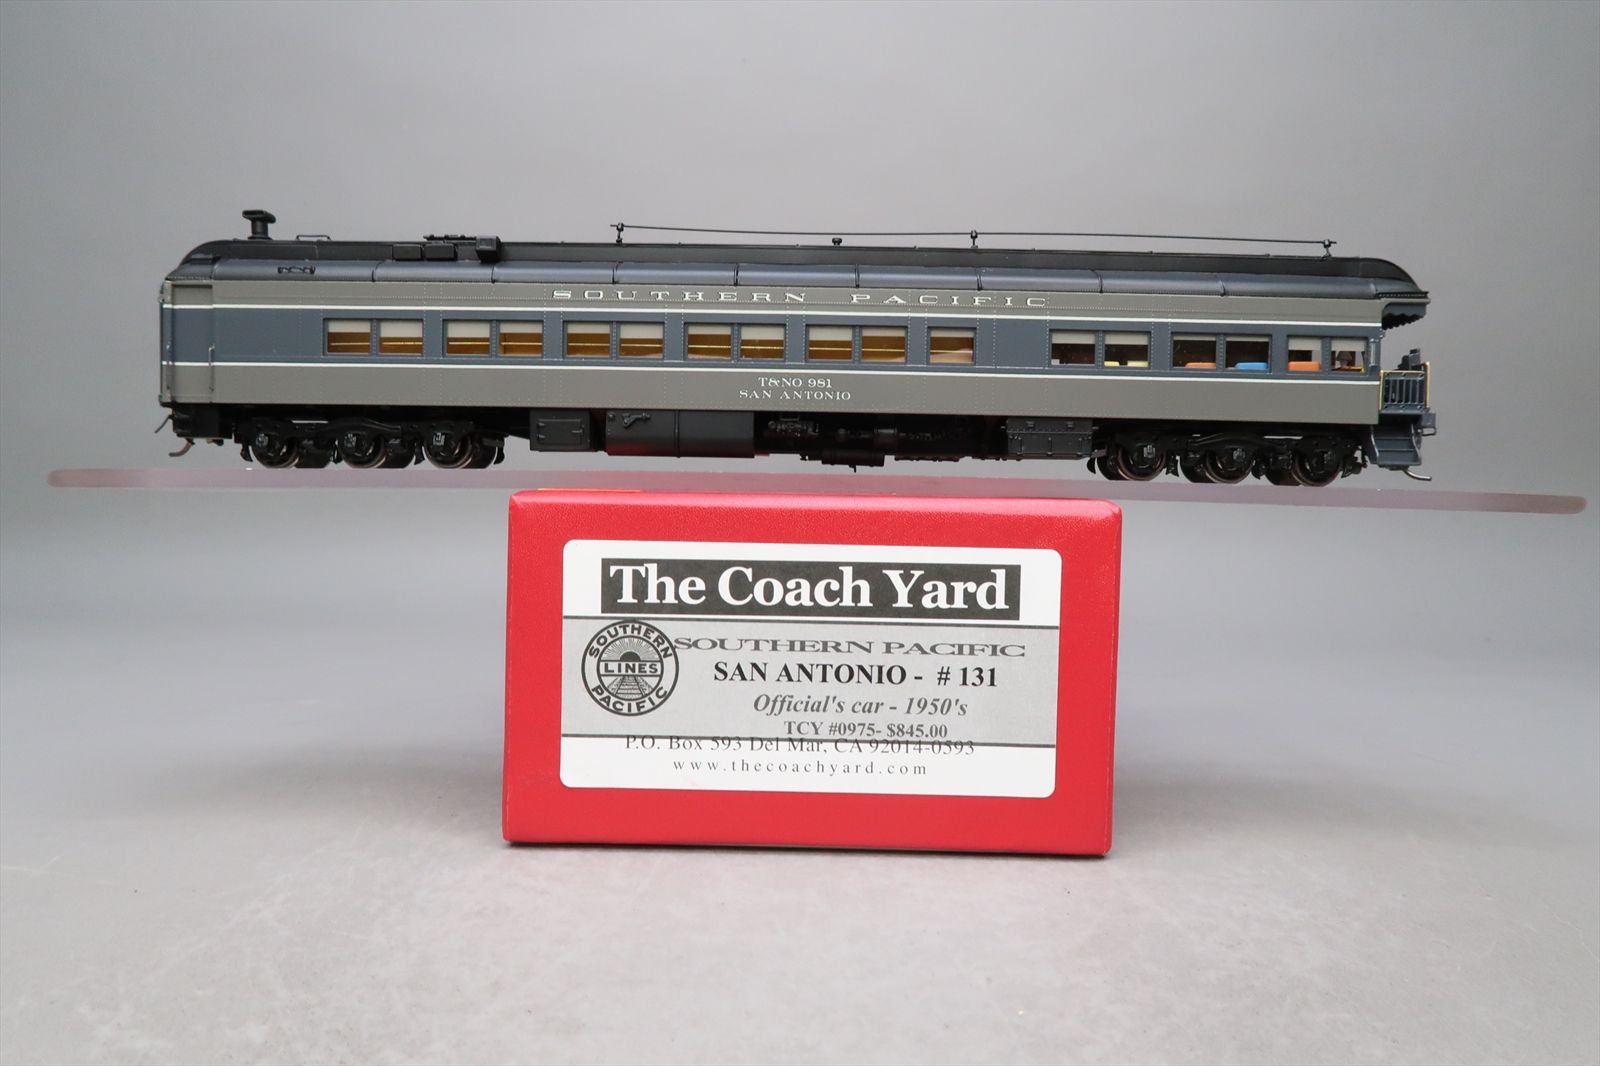 SOUTHERN PACIFIC
T&NO 981
SAN ANTONIO
The Coach Yard
SOUTHERN PACIFIC
LINES
SOUTHERN PACIFIC
SAN ANTONIO - # 131
Official's car - 1950's
TCY #0975- $845.00
P.O. Box 593 Del Mar, CA 92014-0593
www.thecoachyard.com